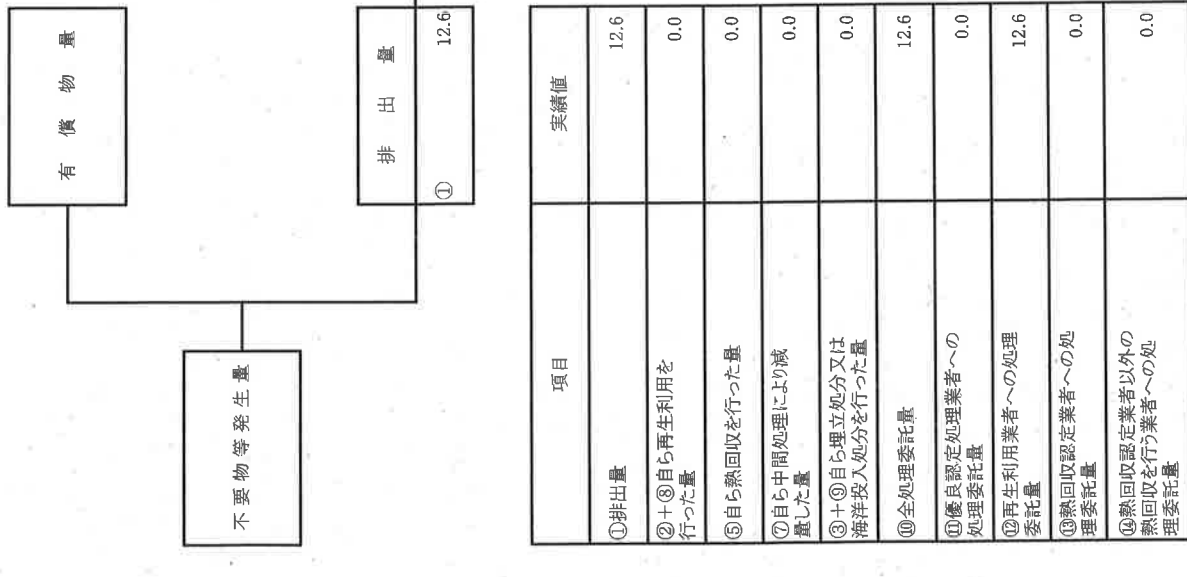 有償物量
不要物等発生量
排出量
① 12.6
項目 実績値
①排出量 12.6
②+⑧自ら再生利用を
行った量 0.0
⑤自ら熱回収を行った量 0.0
⑦自ら中間処理により減
量した量 0.0
③+⑨自ら埋立処分又は
海洋投入処分を行った量 0.0
⑩全処理委託量 12.6
⑪優良認定処理業者への
処理委託量 0.0
⑫再生利用業者への処理
委託量 12.6
⑬熱回収認定業者への処
理委託量 0.0
⑭熱回収認定業者以外の
熱回収を行う業者への処
理委託量 0.0